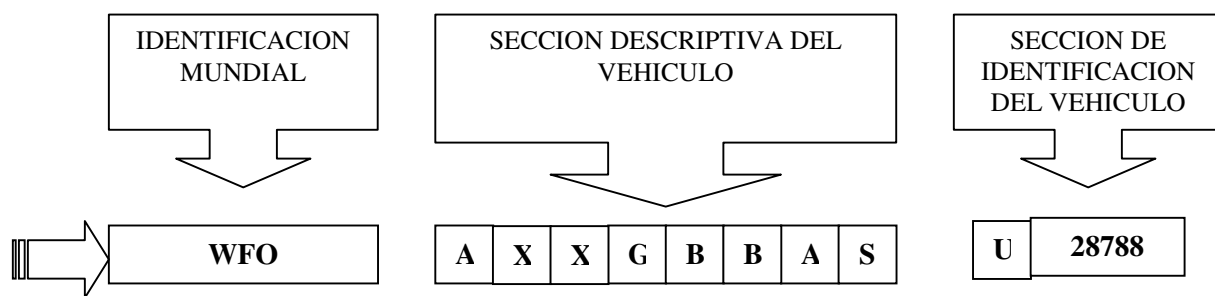 IDENTIFICACION
MUNDIAL
SECCION DESCRIPTIVA DEL
VEHICULO
SECCION DE
IDENTIFICACION
DEL VEHICULO
WFO A X X G B B A S U 28788